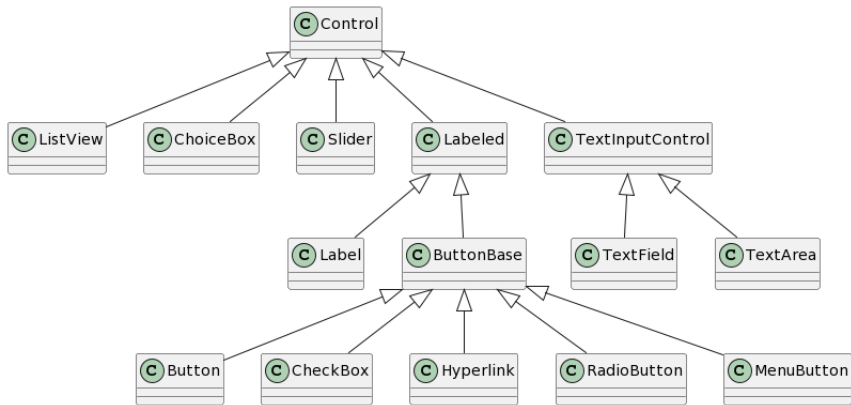 C Control
C ListView
C ChoiceBox
C Slider
C Labeled
C TextInputControl
C Label
C ButtonBase
C TextField
C TextArea
C Button
C CheckBox
C Hyperlink
C RadioButton
C MenuButton